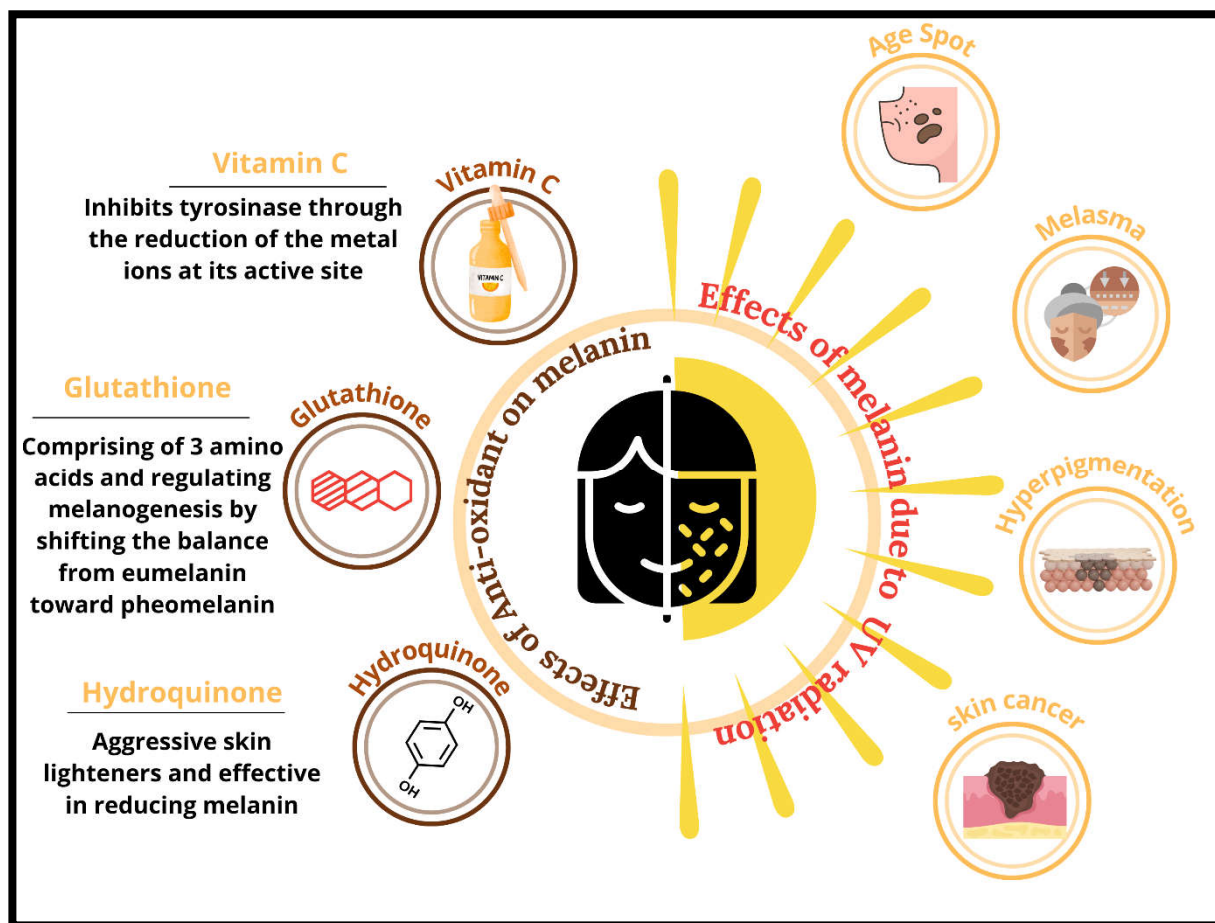 Vitamin C
Inhibits tyrosinase through
the reduction of the metal
ions at its active site
Vitamin C
VITAMIN C
Glutathione
Comprising of 3 amino
acids and regulating
melanogenesis by
shifting the balance
from eumelanin
toward pheomelanin
Glutathione
Hydroquinone
Aggressive skin
lighteners and effective
in reducing melanin
Hydroquinone
OH
OH
Effects of Anti-oxidant on melanin
Effects of melanin due to UV radiation
Age Spot
Melasma
Hyperpigmentation
skin cancer